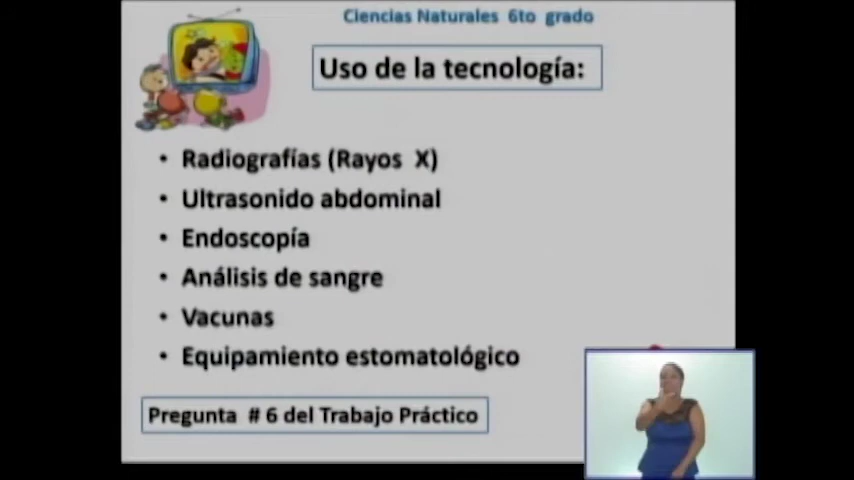 Ciencias Naturales 6to grado
Uso de la tecnología:
• Radiografías (Rayos X)
• Ultrasonido abdominal
• Endoscopía
• Análisis de sangre
• Vacunas
• Equipamiento estomatológico
Pregunta # 6 del Trabajo Práctico